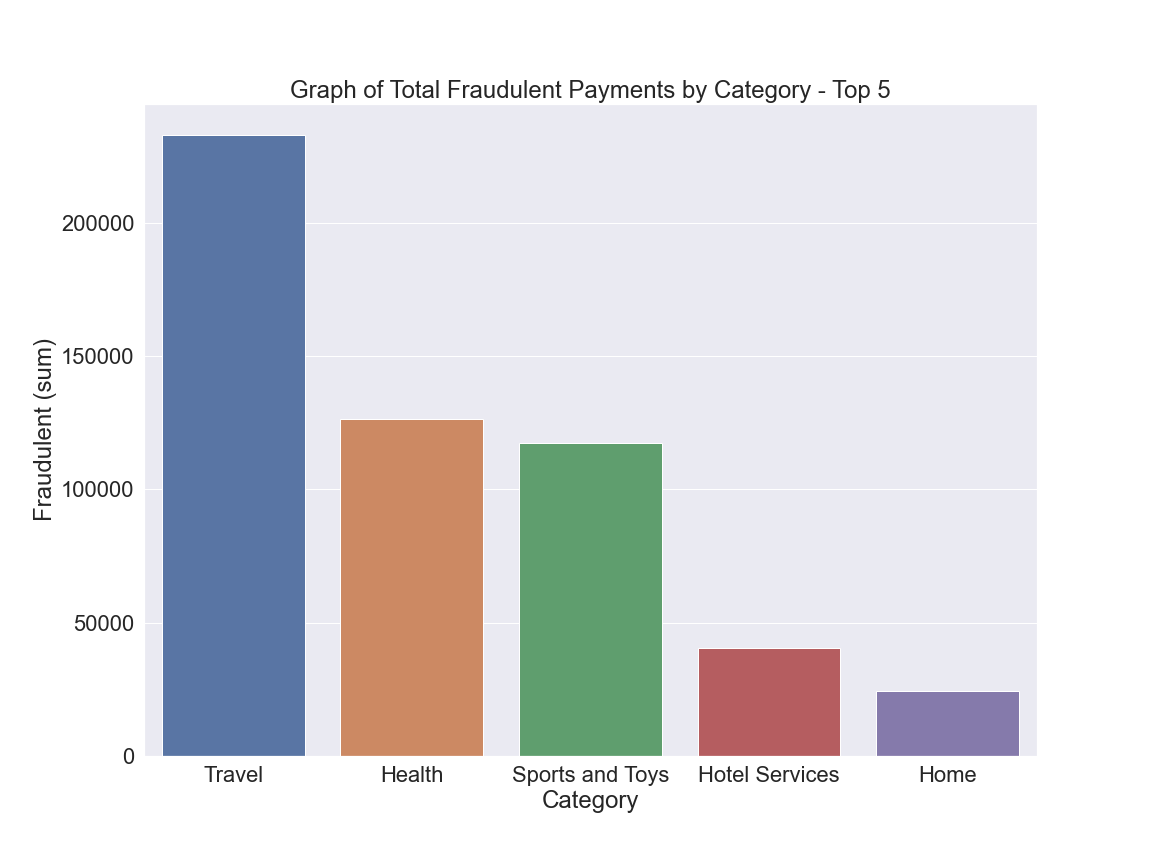 Graph of Total Fraudulent Payments by Category - Top 5
Fraudulent (sum)
200000
150000
100000
50000
0
Travel Health Sports and Toys Hotel Services Home
Category